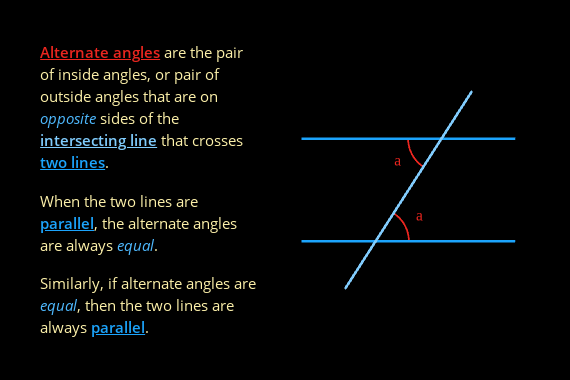 Alternate angles are the pair
of inside angles, or pair of
outside angles that are on
opposite sides of the
intersecting line that crosses
two lines.
When the two lines are
parallel, the alternate angles
are always equal.
Similarly, if alternate angles are
equal, then the two lines are
always parallel.
a
a